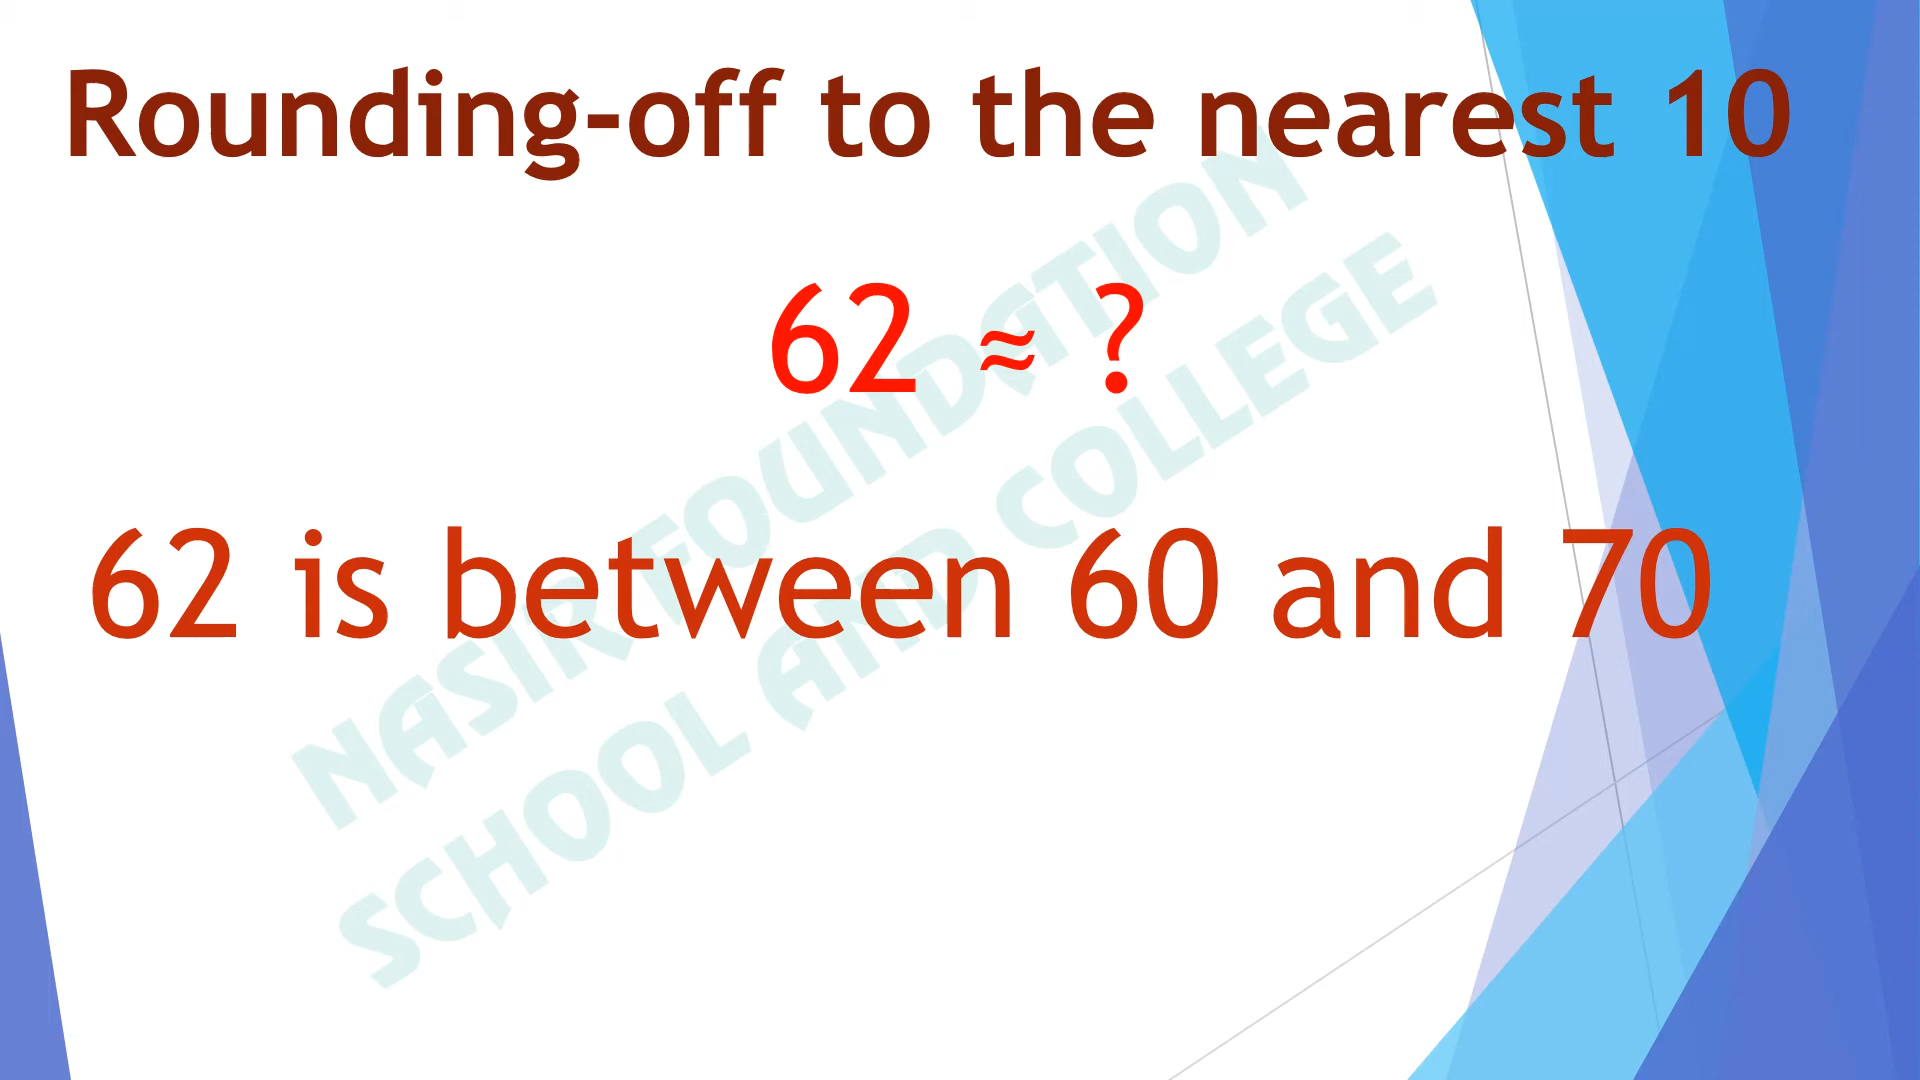 Rounding-off to the nearest 10
62 ≈ ?
62 is between 60 and 70
NASIR FOUNDATION
SCHOOL AND COLLEGE